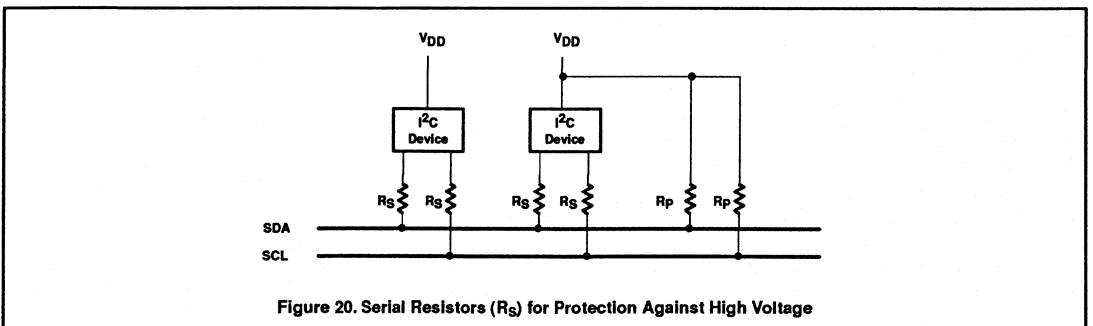 VDD VDD
I2C Device
I2C Device
RS RS RS RS RP RP
SDA
SCL
Figure 20. Serial Resistors (RS) for Protection Against High Voltage